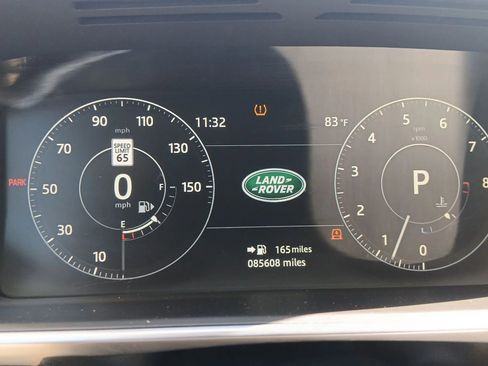 11:32
83 °F
10
30
50
70
90
110
130
150
mph
SPEED
LIMIT
65
0
mph
F
E
PARK
LAND-
-ROVER
165 miles
085608 miles
0
1
2
3
4
5
6
7
8
rpm
x1000
P